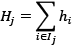 H_j = ∑_{i∈I_j} h_i